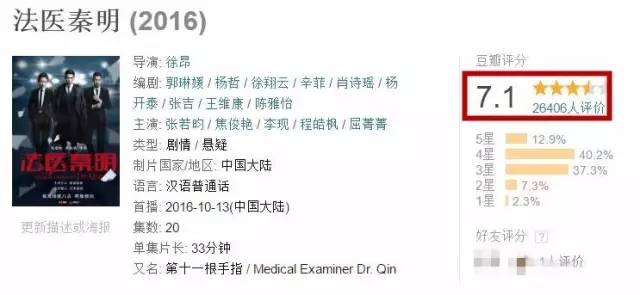 法医秦明 (2016)
法医秦明
更新描述或海报
导演: 徐昂
编剧: 郭琳媛 / 杨哲 / 徐翔云 / 辛菲 / 肖诗瑶 / 杨
开泰 / 张吉 / 王维康 / 陈雅怡
主演: 张若昀 / 焦俊艳 / 李现 / 程皓枫 / 屈菁菁
类型: 剧情 / 悬疑
制片国家/地区: 中国大陆
语言: 汉语普通话
首播: 2016-10-13(中国大陆)
集数: 20
单集片长: 33分钟
又名: 第十一根手指 / Medical Examiner Dr. Qin
豆瓣评分
7.1
26406人评价
5星 12.9%
4星 40.2%
3星 37.3%
2星 7.3%
1星 2.3%
好友评分 ?
1人评价